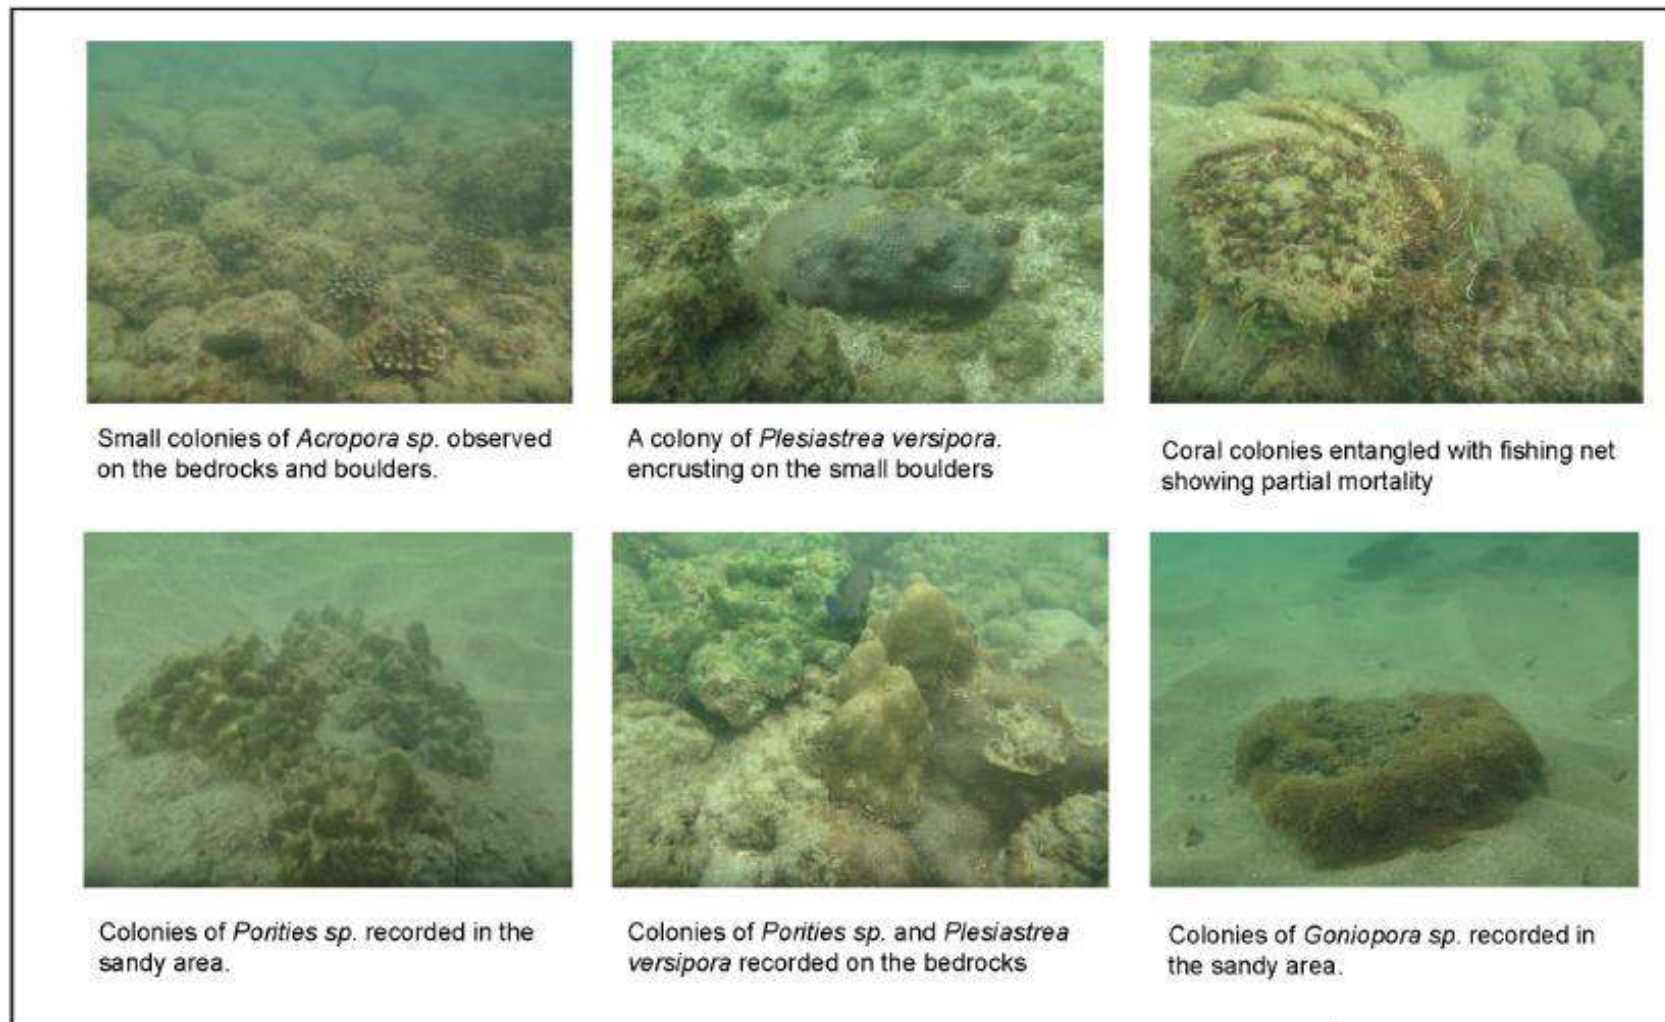 Small colonies of Acropora sp. observed
on the bedrocks and boulders.
A colony of Plesiastrea versipora.
encrusting on the small boulders
Coral colonies entangled with fishing net
showing partial mortality
Colonies of Porities sp. recorded in the
sandy area.
Colonies of Porities sp. and Plesiastrea
versipora recorded on the bedrocks
Colonies of Goniopora sp. recorded in
the sandy area.